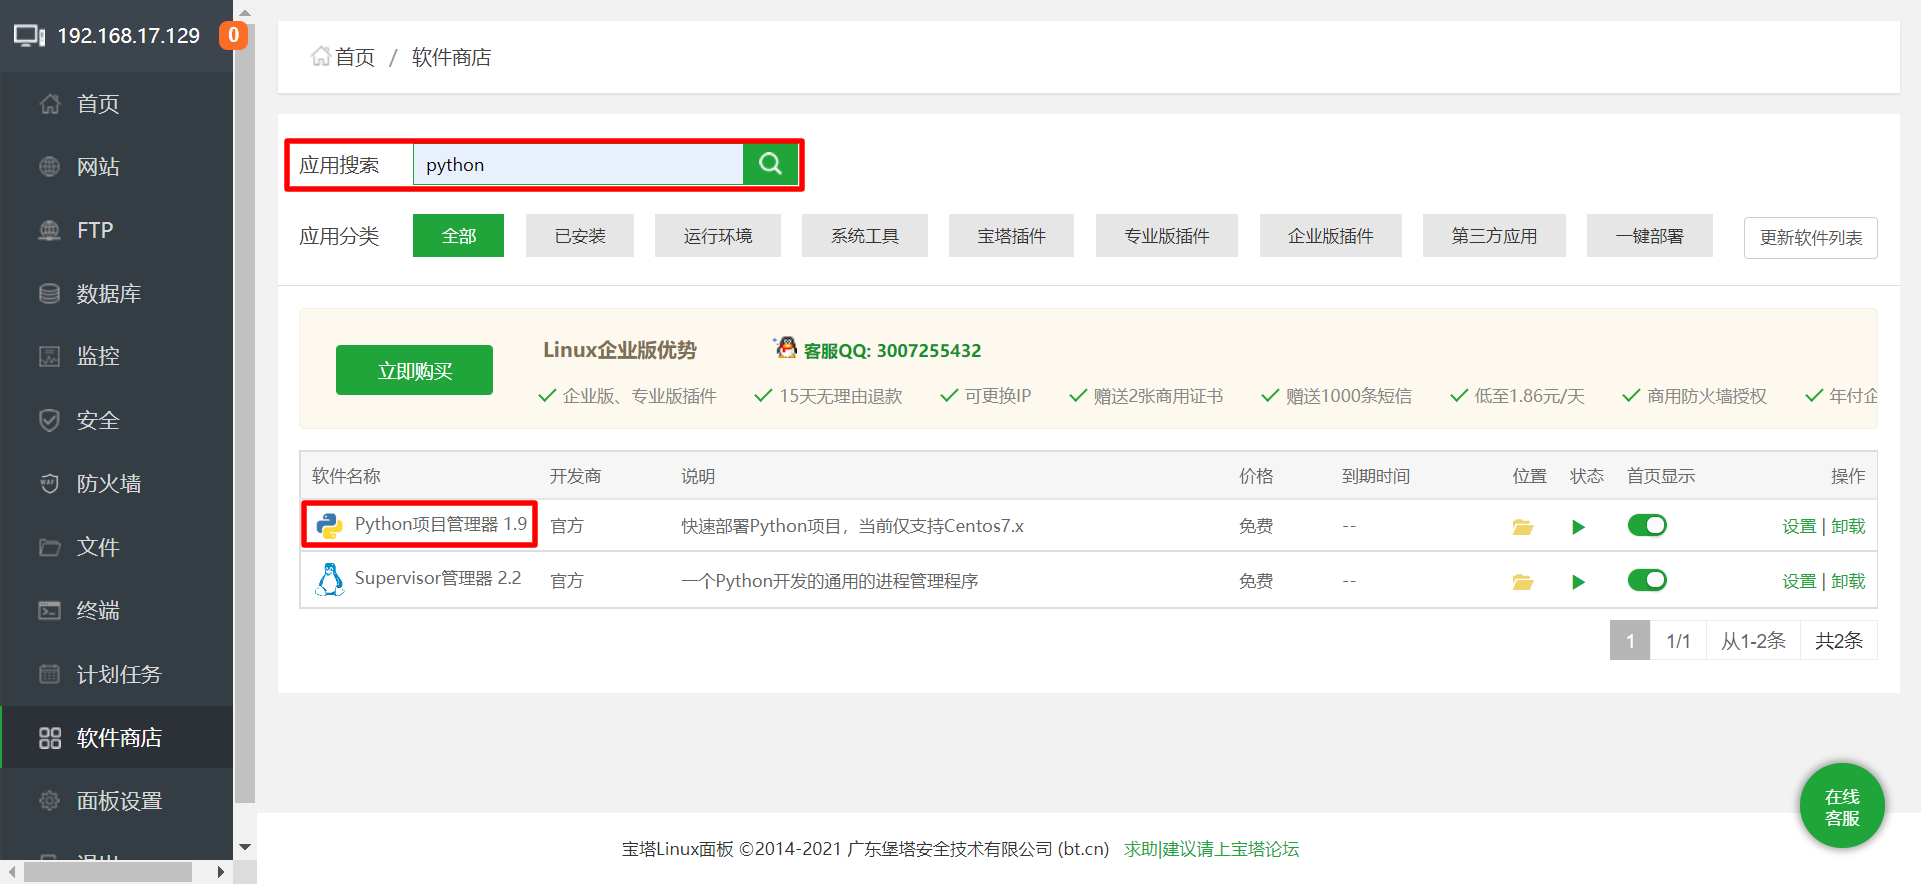 192.168.17.129
0
首页
网站
FTP
数据库
监控
安全
防火墙
文件
终端
计划任务
软件商店
面板设置
首页 / 软件商店
应用搜索 python
应用分类 全部 已安装 运行环境 系统工具 宝塔插件 专业版插件 企业版插件 第三方应用 一键部署 更新软件列表
立即购买
Linux企业版优势 客服QQ: 3007255432
企业版、专业版插件 15天无理由退款 可更换IP 赠送2张商用证书 赠送1000条短信 低至1.86元/天 商用防火墙授权 年付企
软件名称 开发商 说明 价格 到期时间 位置 状态 首页显示 操作
Python项目管理器 1.9 官方 快速部署Python项目，当前仅支持Centos7.x 免费 -- 设置 | 卸载
Supervisor管理器 2.2 官方 一个Python开发的通用的进程管理程序 免费 -- 设置 | 卸载
1 1/1 从1-2条 共2条
在线
客服
宝塔Linux面板 ©2014-2021 广东堡塔安全技术有限公司 (bt.cn) 求助|建议请上宝塔论坛